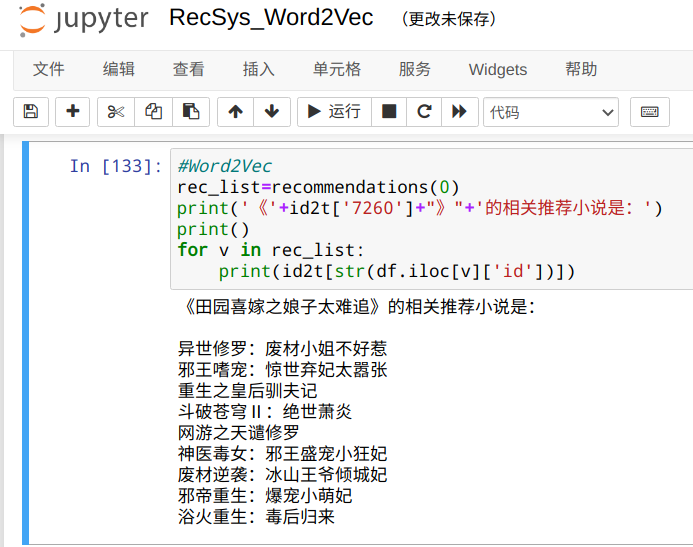 jupyter RecSys_Word2Vec （更改未保存）
文件 编辑 查看 插入 单元格 服务 Widgets 帮助
运行 代码
In [133]: #Word2Vec
rec_list=recommendations(0)
print('《'+id2t['7260']+"》"+'的相关推荐小说是：')
print()
for v in rec_list:
    print(id2t[str(df.iloc[v]['id'])])
《田园喜嫁之娘子太难追》的相关推荐小说是：
异世修罗：废材小姐不好惹
邪王嗜宠：惊世弃妃太嚣张
重生之皇后驯夫记
斗破苍穹Ⅱ：绝世萧炎
网游之天谴修罗
神医毒女：邪王盛宠小狂妃
废材逆袭：冰山王爷倾城妃
邪帝重生：爆宠小萌妃
浴火重生：毒后归来